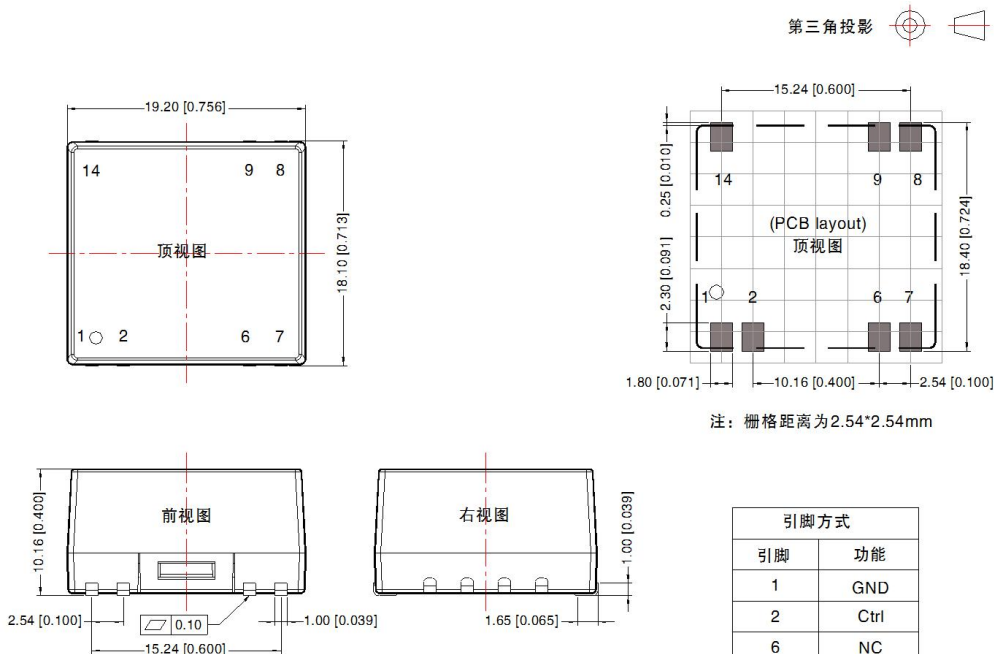 第三角投影
19.20 [0.756]
14 9 8
顶视图
18.10 [0.713]
1 2 6 7
15.24 [0.600]
0.25 [0.010]
14 9 8
(PCB layout)
顶视图
18.40 [0.724]
2.30 [0.091]
1 2 6 7
1.80 [0.071] 10.16 [0.400] 2.54 [0.100]
注：栅格距离为2.54*2.54mm
前视图
10.16 [0.400]
2.54 [0.100]
0.10
1.00 [0.039]
15.24 [0.600]
右视图
1.00 [0.039]
1.65 [0.065]
引脚方式
引脚 功能
1 GND
2 Ctrl
6 NC